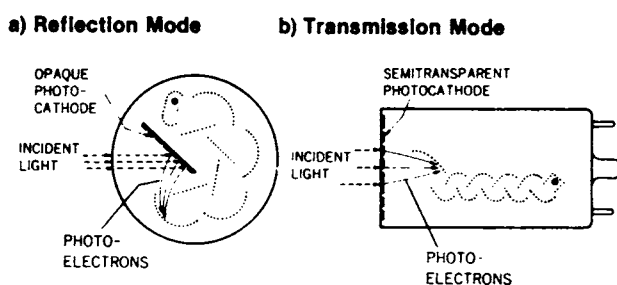 a) Reflection Mode
OPAQUE
PHOTO-
CATHODE
INCIDENT
LIGHT
PHOTO-
ELECTRONS
b) Transmission Mode
SEMITRANSPARENT
PHOTOCATHODE
INCIDENT
LIGHT
PHOTO-
ELECTRONS